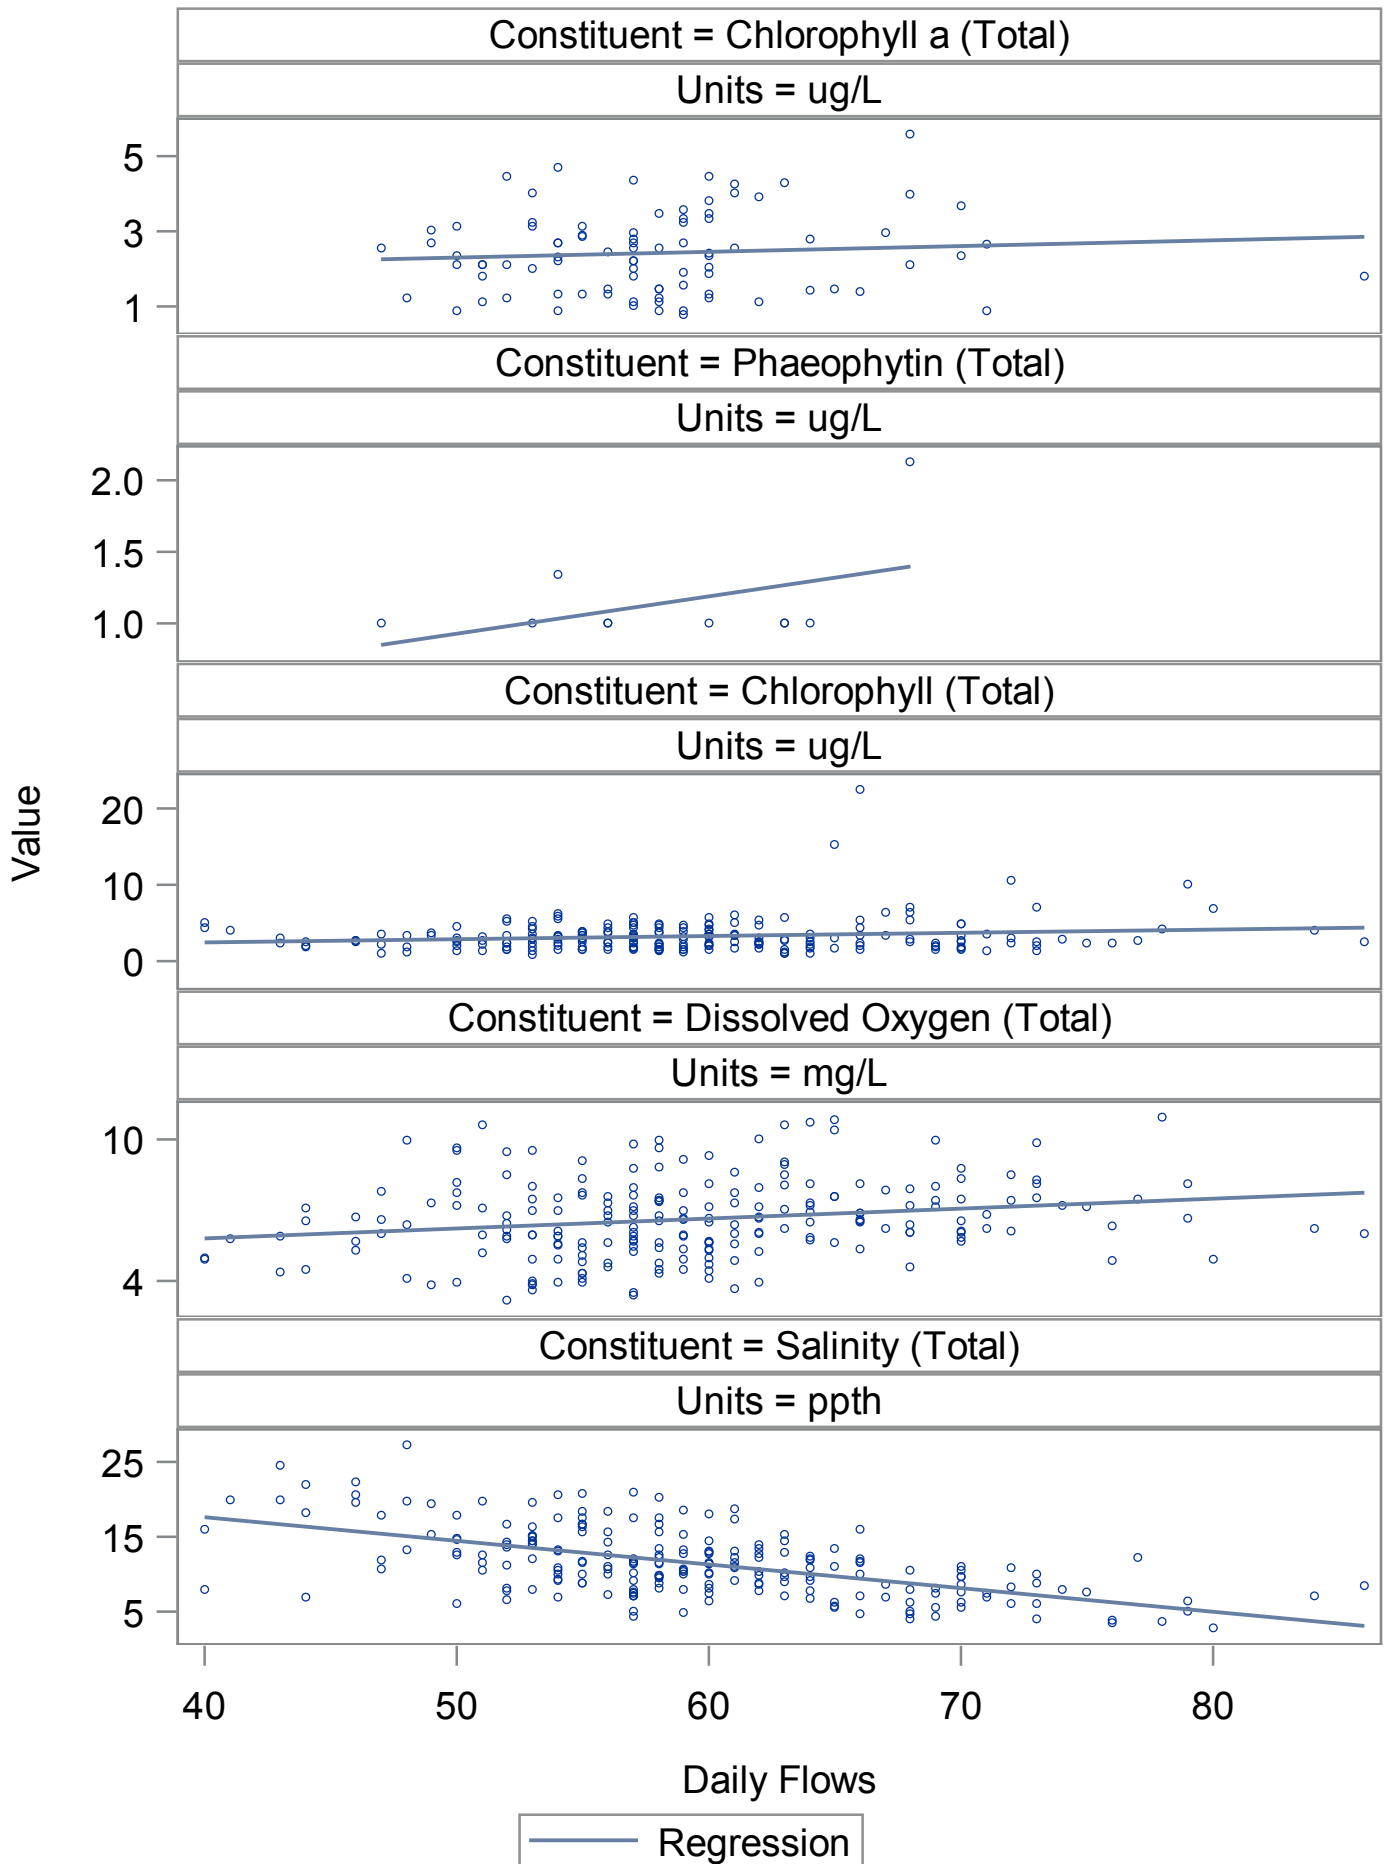 Constituent = Chlorophyll a (Total)
Units = ug/L
5
3
1
Constituent = Phaeophytin (Total)
Units = ug/L
2.0
1.5
1.0
Constituent = Chlorophyll (Total)
Units = ug/L
Value
20
10
0
Constituent = Dissolved Oxygen (Total)
Units = mg/L
10
4
Constituent = Salinity (Total)
Units = ppth
25
15
5
40 50 60 70 80
Daily Flows
Regression